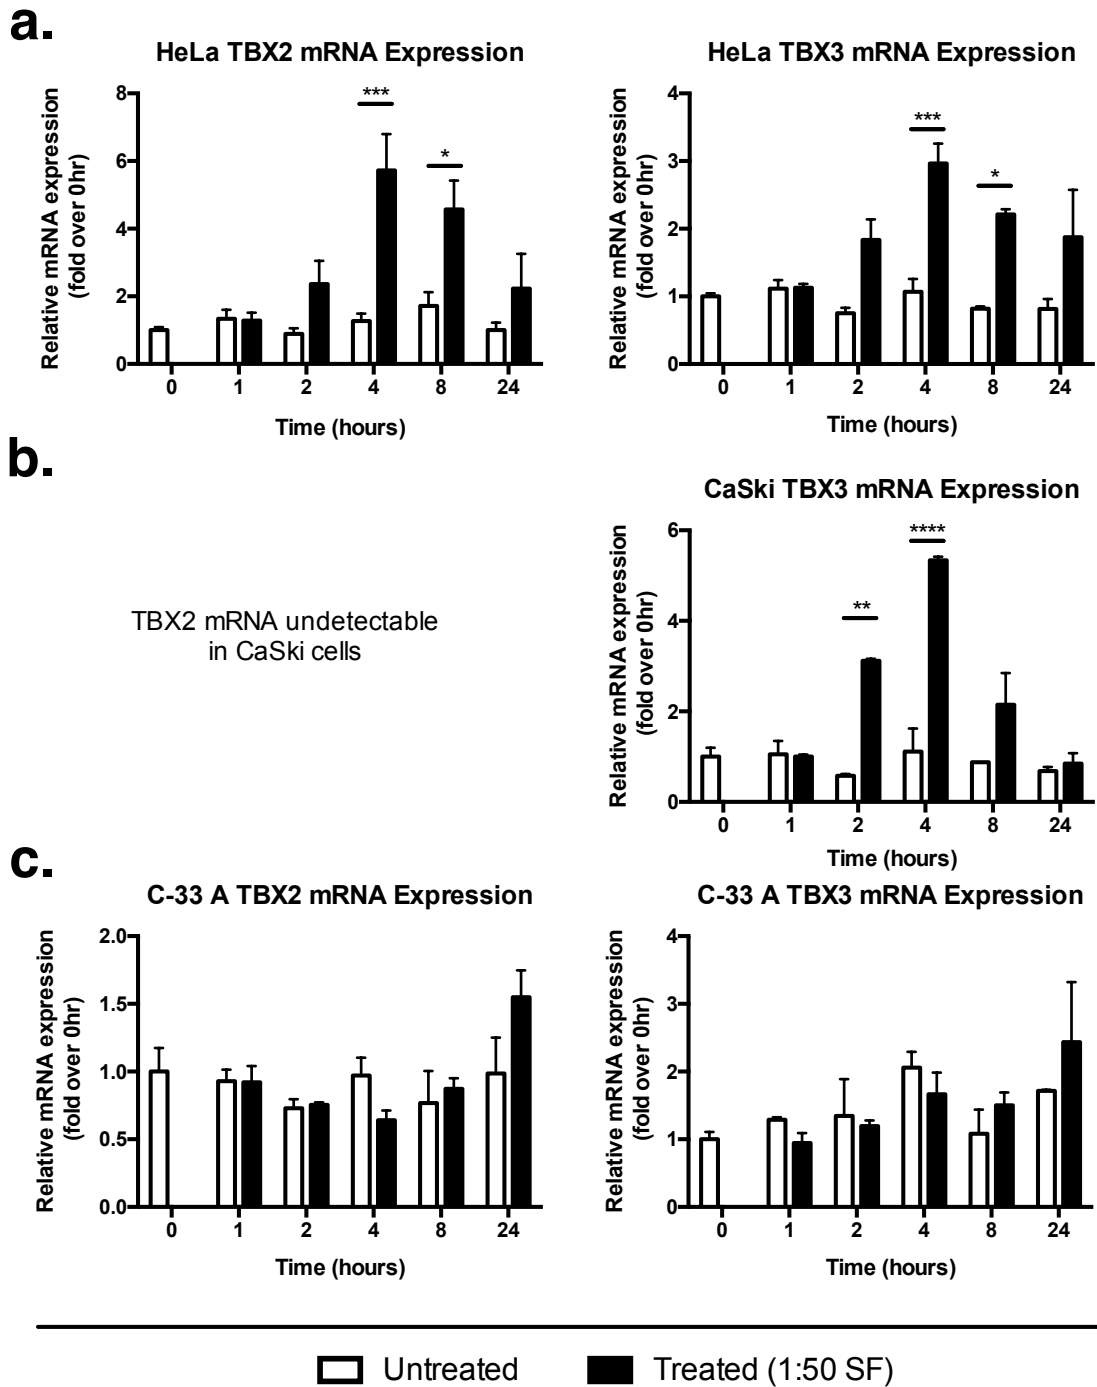 a.
HeLa TBX2 mRNA Expression
Relative mRNA expression
(fold over 0hr)
8
6
4
2
0
***
*
0 1 2 4 8 24
Time (hours)
HeLa TBX3 mRNA Expression
Relative mRNA expression
(fold over 0hr)
4
3
2
1
0
***
*
0 1 2 4 8 24
Time (hours)
b.
TBX2 mRNA undetectable
in CaSki cells
CaSki TBX3 mRNA Expression
Relative mRNA expression
(fold over 0hr)
6
4
2
0
**
****
0 1 2 4 8 24
Time (hours)
c.
C-33 A TBX2 mRNA Expression
Relative mRNA expression
(fold over 0hr)
2.0
1.5
1.0
0.5
0.0
0 1 2 4 8 24
Time (hours)
C-33 A TBX3 mRNA Expression
Relative mRNA expression
(fold over 0hr)
4
3
2
1
0
0 1 2 4 8 24
Time (hours)
Untreated Treated (1:50 SF)